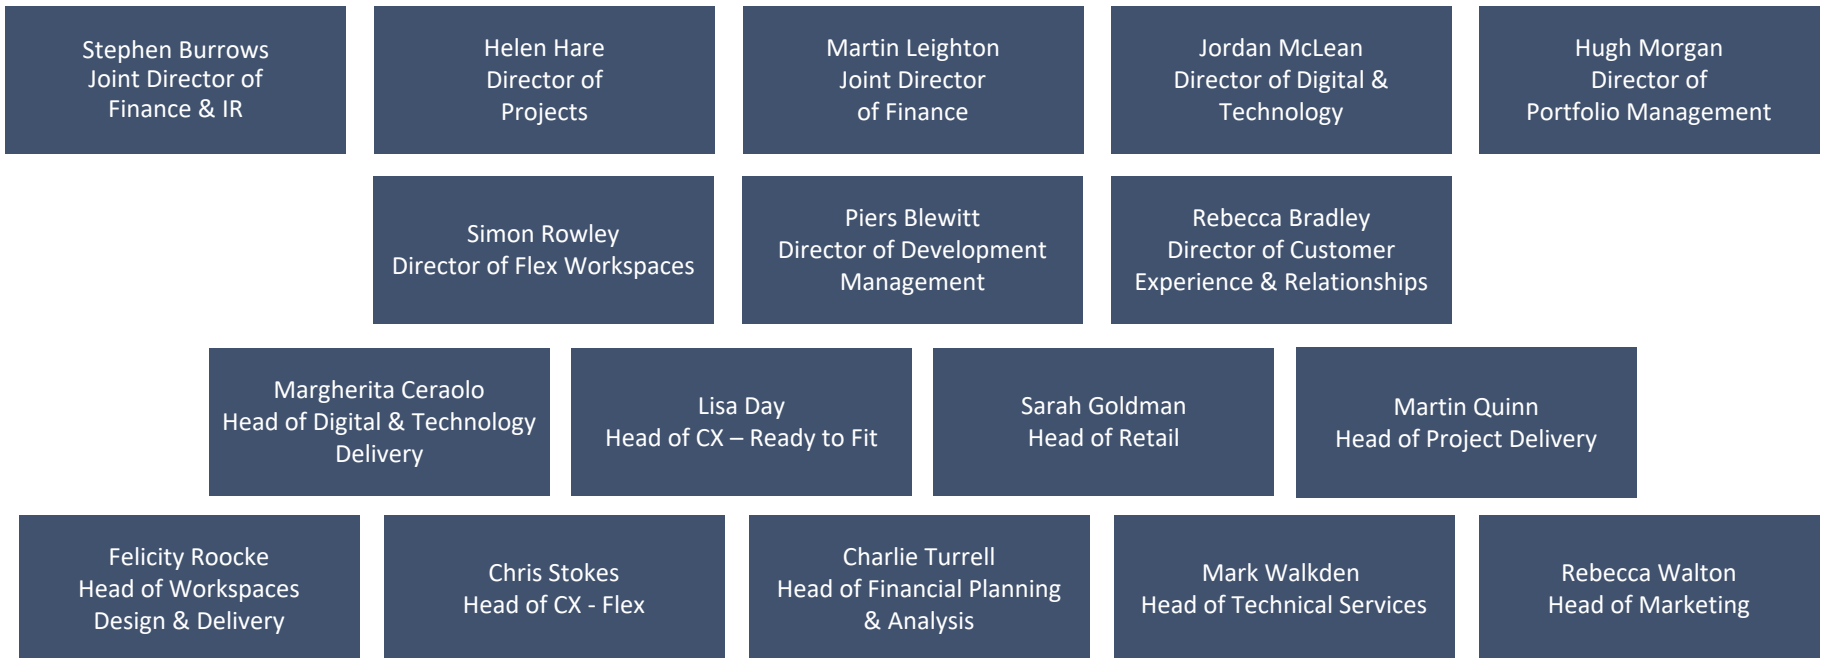 Stephen Burrows
Joint Director of
Finance & IR
Helen Hare
Director of
Projects
Martin Leighton
Joint Director
of Finance
Jordan McLean
Director of Digital &
Technology
Hugh Morgan
Director of
Portfolio Management
Simon Rowley
Director of Flex Workspaces
Piers Blewitt
Director of Development
Management
Rebecca Bradley
Director of Customer
Experience & Relationships
Margherita Ceraolo
Head of Digital & Technology
Delivery
Lisa Day
Head of CX – Ready to Fit
Sarah Goldman
Head of Retail
Martin Quinn
Head of Project Delivery
Felicity Roocke
Head of Workspaces
Design & Delivery
Chris Stokes
Head of CX - Flex
Charlie Turrell
Head of Financial Planning
& Analysis
Mark Walkden
Head of Technical Services
Rebecca Walton
Head of Marketing